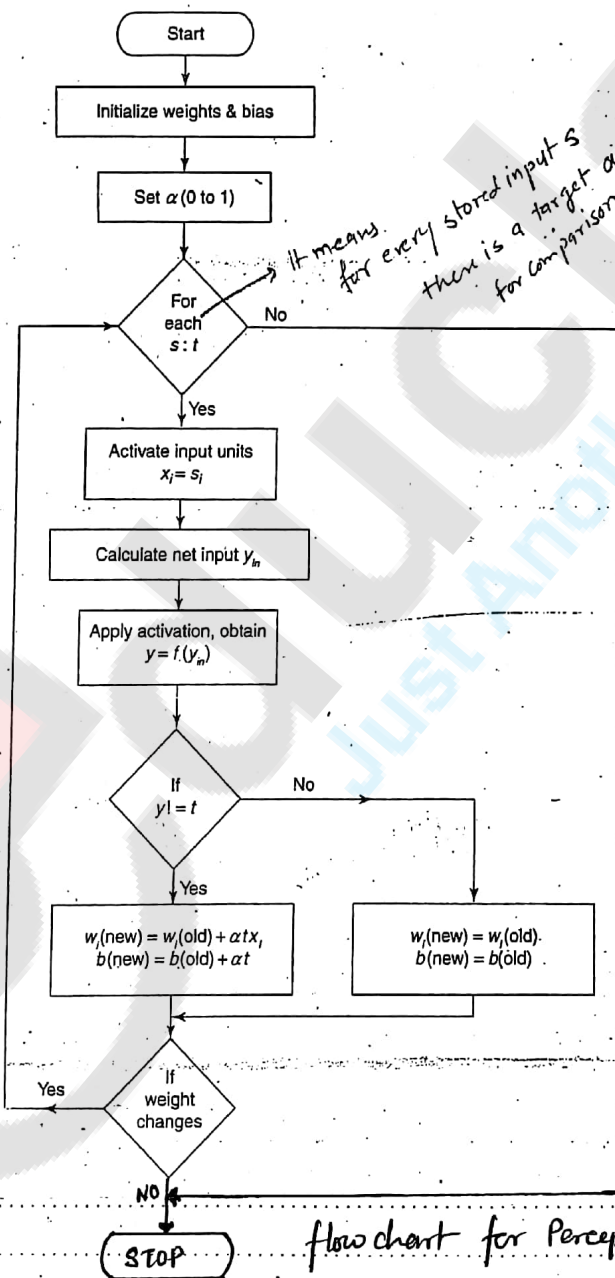 Start
Initialize weights & bias
Set α (0 to 1)
It means
for every stored input s
there is a target
for comparison
For
each
s : t
No
Yes
Activate input units
xᵢ = sᵢ
Calculate net input yᵢₙ
Apply activation, obtain
y = f (yᵢₙ)
If
y! = t
No
Yes
wᵢ(new) = wᵢ(old) + αtxᵢ
b(new) = b(old) + αt
wᵢ(new) = wᵢ(old)
b(new) = b(old)
If
weight
changes
Yes
NO
STOP
flow chart for
Just